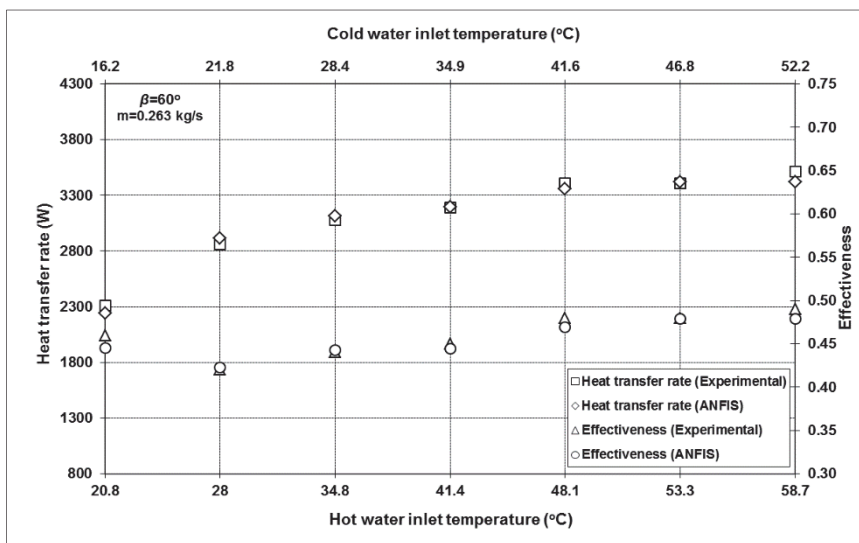 Cold water inlet temperature (ºC)
16.2 21.8 28.4 34.9 41.6 46.8 52.2
4300 0.75
β=60º
m=0.263 kg/s
3800 0.70
3300 0.65
0.60
2800 0.55
2300 0.50
1800 0.45
0.40
1300 0.35
800 0.30
Heat transfer rate (W)
Effectiveness
Heat transfer rate (Experimental)
Heat transfer rate (ANFIS)
Effectiveness (Experimental)
Effectiveness (ANFIS)
20.8 28 34.8 41.4 48.1 53.3 58.7
Hot water inlet temperature (ºC)